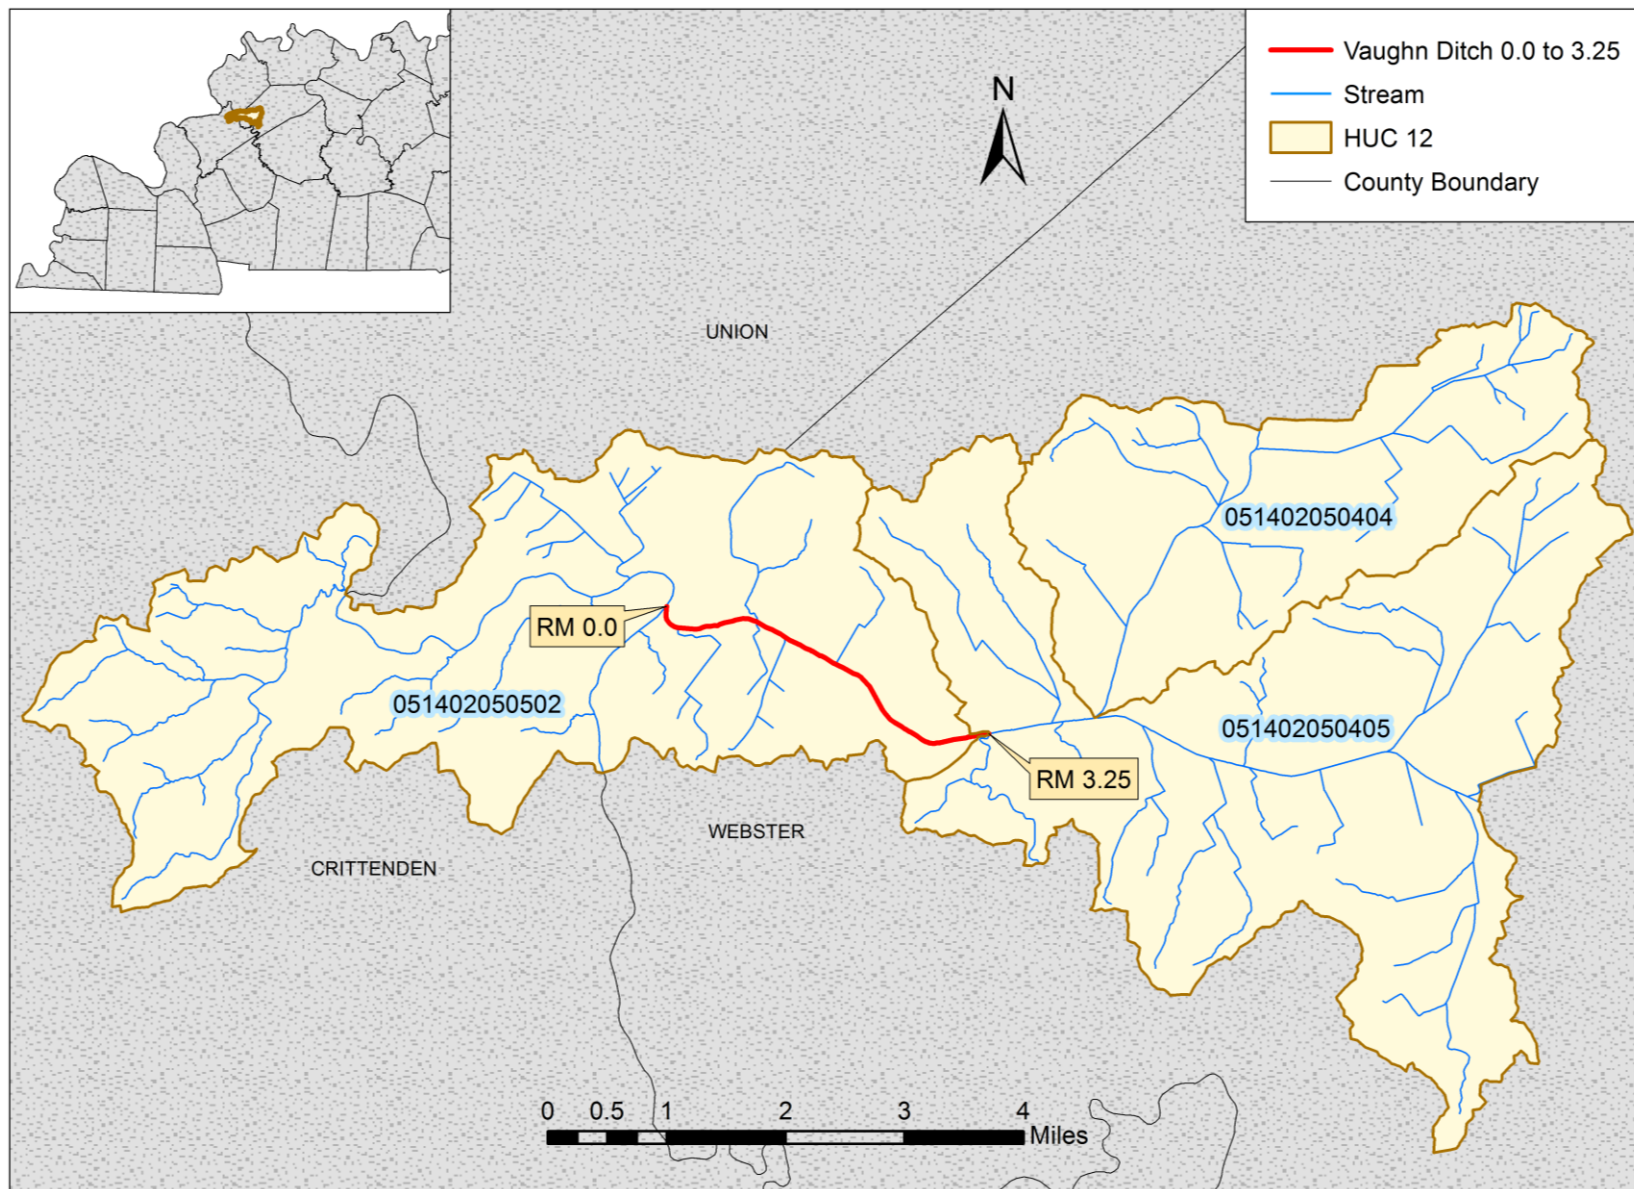 Vaughn Ditch 0.0 to 3.25
Stream
HUC 12
County Boundary
N
UNION
051402050404
RM 0.0
051402050502
051402050405
RM 3.25
WEBSTER
CRITTENDEN
0 0.5 1 2 3 4
Miles